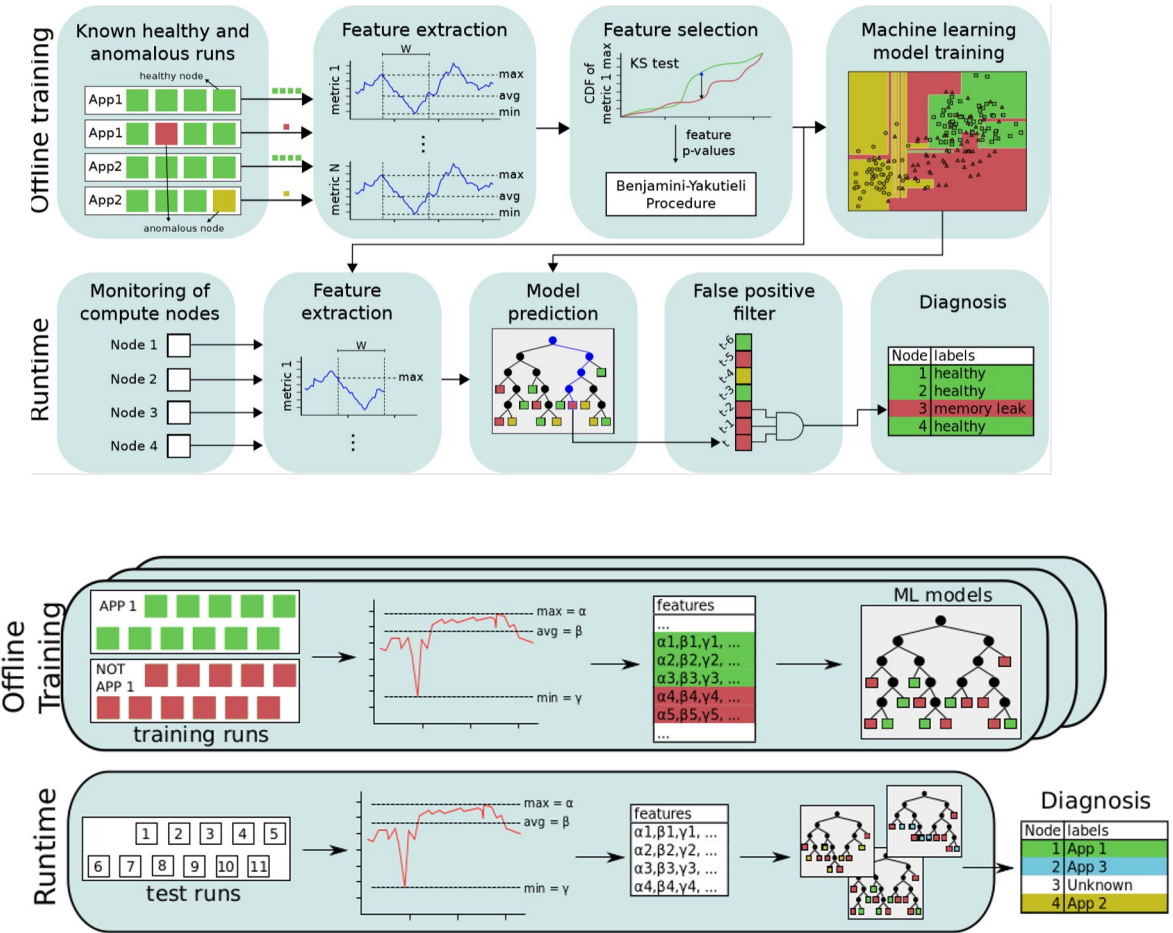 Offline training
Known healthy and
anomalous runs
healthy node
App1
App1
App2
App2
anomalous node
Feature extraction
W
metric 1
max
avg
min
...
metric N
max
avg
min
Feature selection
CDF of
metric 1 max
KS test
feature
p-values
Benjamini-Yakutieli
Procedure
Machine learning
model training
Runtime
Monitoring of
compute nodes
Node 1
Node 2
Node 3
Node 4
Feature
extraction
W
metric 1
max
...
Model
prediction
False positive
filter
t-6
t-5
t-4
t-3
t-2
t-1
t
Diagnosis
Node labels
1 healthy
2 healthy
3 memory leak
4 healthy
Offline
Training
APP 1
NOT
APP 1
training runs
max = α
avg = β
min = γ
features
...
α1,β1,γ1, ...
α2,β2,γ2, ...
α3,β3,γ3, ...
α4,β4,γ4, ...
α5,β5,γ5, ...
...
ML models
Runtime
1 2 3 4 5
6 7 8 9 10 11
test runs
max = α
avg = β
min = γ
features
α1,β1,γ1, ...
α2,β2,γ2, ...
α3,β3,γ3, ...
α4,β4,γ4, ...
Diagnosis
Node labels
1 App 1
2 App 3
3 Unknown
4 App 2